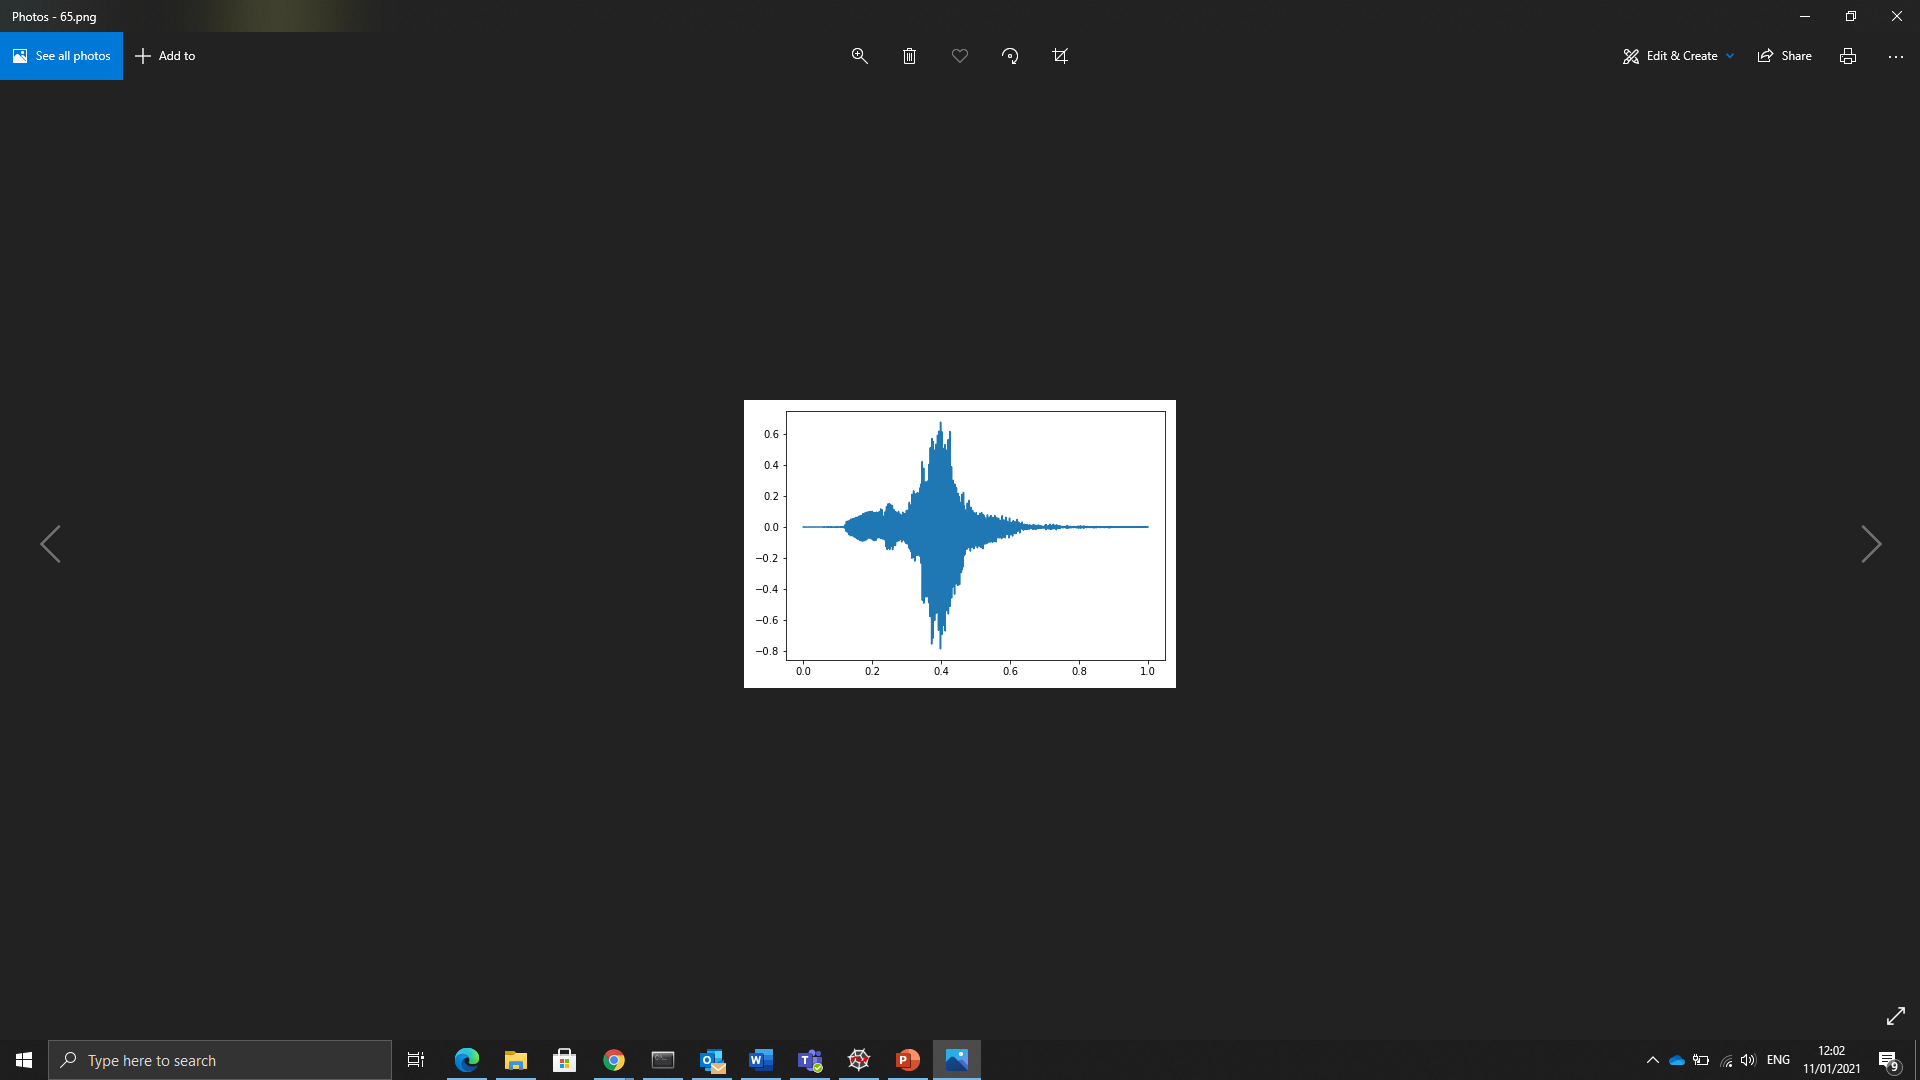 Photos - 65.png
See all photos
Add to
Edit & Create
Share
0.6
0.4
0.2
0.0
−0.2
−0.4
−0.6
−0.8
0.0 0.2 0.4 0.6 0.8 1.0
Type here to search
ENG
12:02
11/01/2021
9